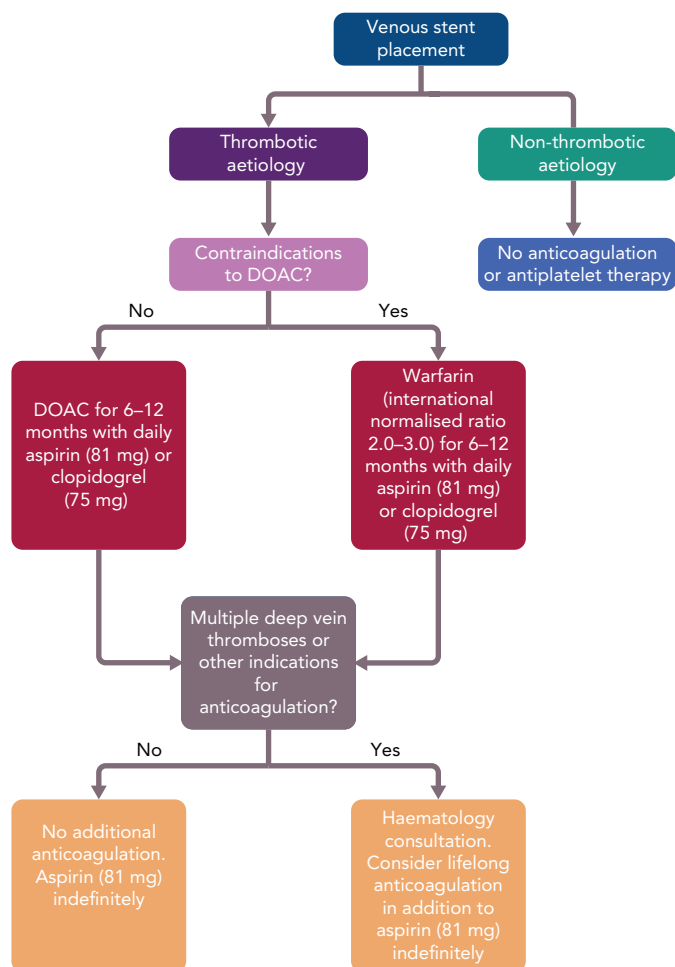 Venous stent
placement
Thrombotic
aetiology
Non-thrombotic
aetiology
Contraindications
to DOAC?
No anticoagulation
or antiplatelet therapy
No
Yes
DOAC for 6–12
months with daily
aspirin (81 mg) or
clopidogrel
(75 mg)
Warfarin
(international
normalised ratio
2.0–3.0) for 6–12
months with daily
aspirin (81 mg)
or clopidogrel
(75 mg)
Multiple deep vein
thromboses or
other indications
for
anticoagulation?
No
Yes
No additional
anticoagulation.
Aspirin (81 mg)
indefinitely
Haematology
consultation.
Consider lifelong
anticoagulation
in addition to
aspirin (81 mg)
indefinitely